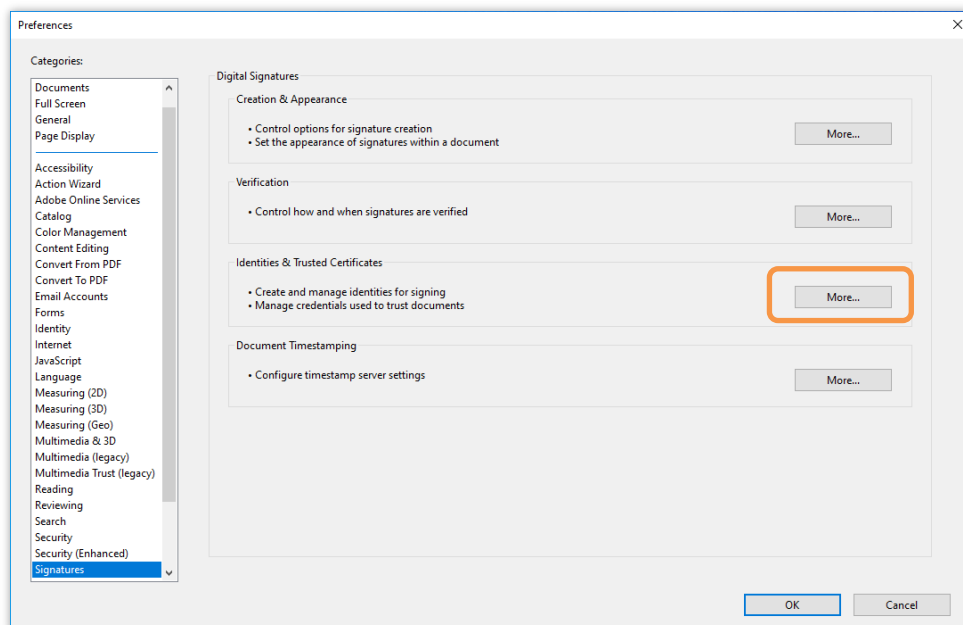 Preferences
Categories:
Documents
Full Screen
General
Page Display
Accessibility
Action Wizard
Adobe Online Services
Catalog
Color Management
Content Editing
Convert From PDF
Convert To PDF
Email Accounts
Forms
Identity
Internet
JavaScript
Language
Measuring (2D)
Measuring (3D)
Measuring (Geo)
Multimedia & 3D
Multimedia (legacy)
Multimedia Trust (legacy)
Reading
Reviewing
Search
Security
Security (Enhanced)
Signatures
Digital Signatures
Creation & Appearance
• Control options for signature creation
• Set the appearance of signatures within a document
More...
Verification
• Control how and when signatures are verified
More...
Identities & Trusted Certificates
• Create and manage identities for signing
• Manage credentials used to trust documents
More...
Document Timestamping
• Configure timestamp server settings
More...
OK
Cancel